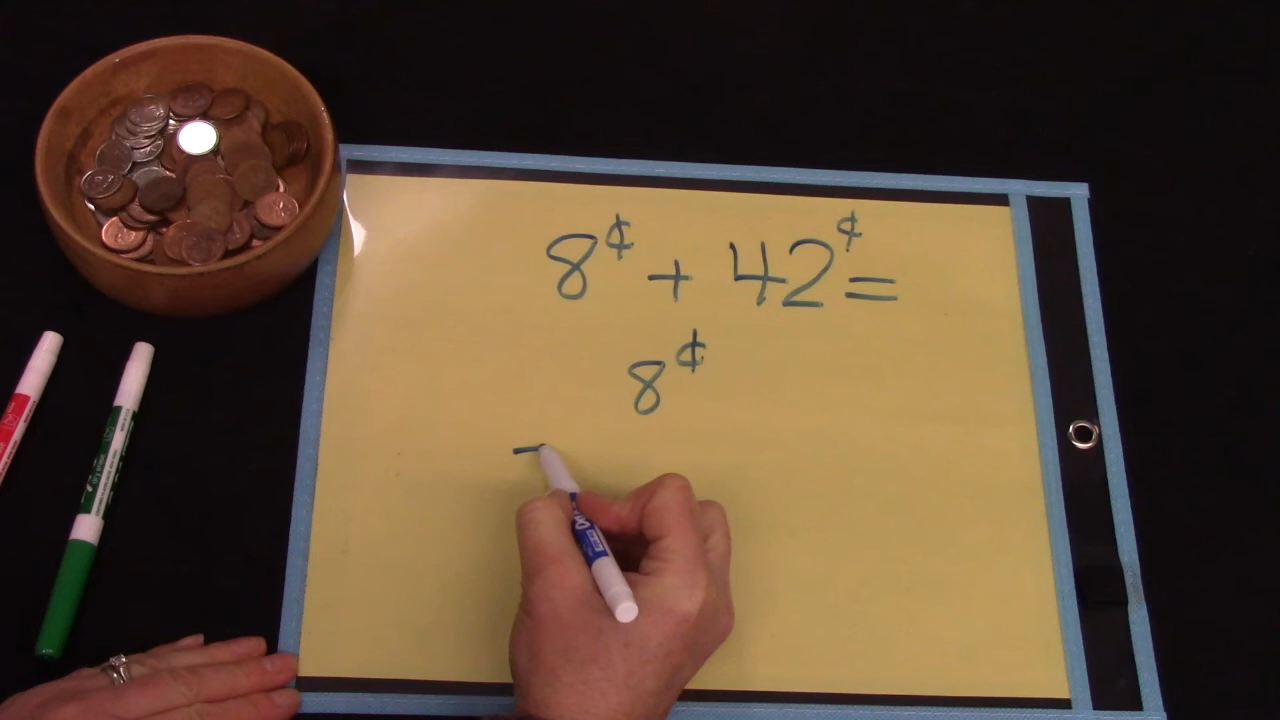 8¢ + 42¢ =
8¢